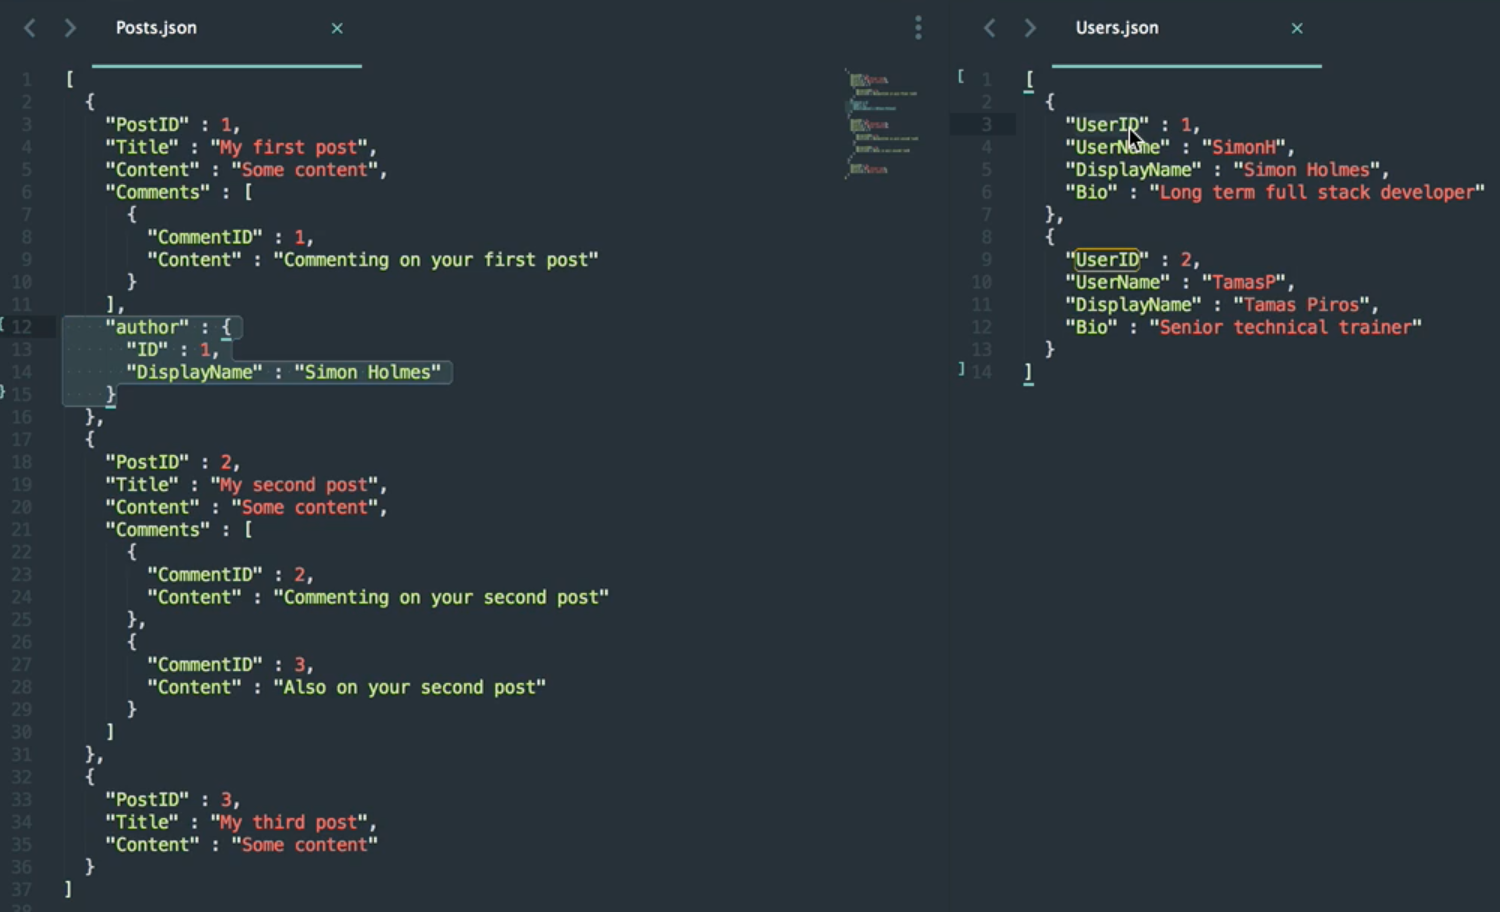 Posts.json ×
1 [
2 {
3 "PostID" : 1,
4 "Title" : "My first post",
5 "Content" : "Some content",
6 "Comments" : [
7 {
8 "CommentID" : 1,
9 "Content" : "Commenting on your first post"
10 }
11 ],
12 "author" : {
13 "ID" : 1,
14 "DisplayName" : "Simon Holmes"
15 }
16 },
17 {
18 "PostID" : 2,
19 "Title" : "My second post",
20 "Content" : "Some content",
21 "Comments" : [
22 {
23 "CommentID" : 2,
24 "Content" : "Commenting on your second post"
25 },
26 {
27 "CommentID" : 3,
28 "Content" : "Also on your second post"
29 }
30 ]
31 },
32 {
33 "PostID" : 3,
34 "Title" : "My third post",
35 "Content" : "Some content"
36 }
37 ]
38
Users.json ×
1 [
2 {
3 "UserID" : 1,
4 "UserName" : "SimonH",
5 "DisplayName" : "Simon Holmes",
6 "Bio" : "Long term full stack developer"
7 },
8 {
9 "UserID" : 2,
10 "UserName" : "TamasP",
11 "DisplayName" : "Tamas Piros",
12 "Bio" : "Senior technical trainer"
13 }
14 ]